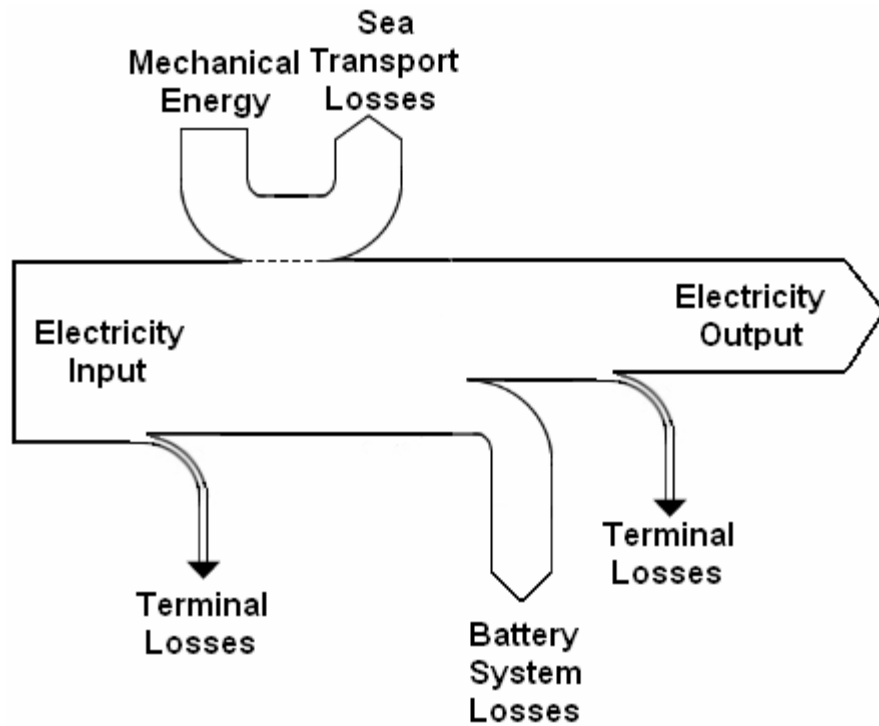 Mechanical
Energy
Sea
Transport
Losses
Electricity
Input
Electricity
Output
Terminal
Losses
Battery
System
Losses
Terminal
Losses